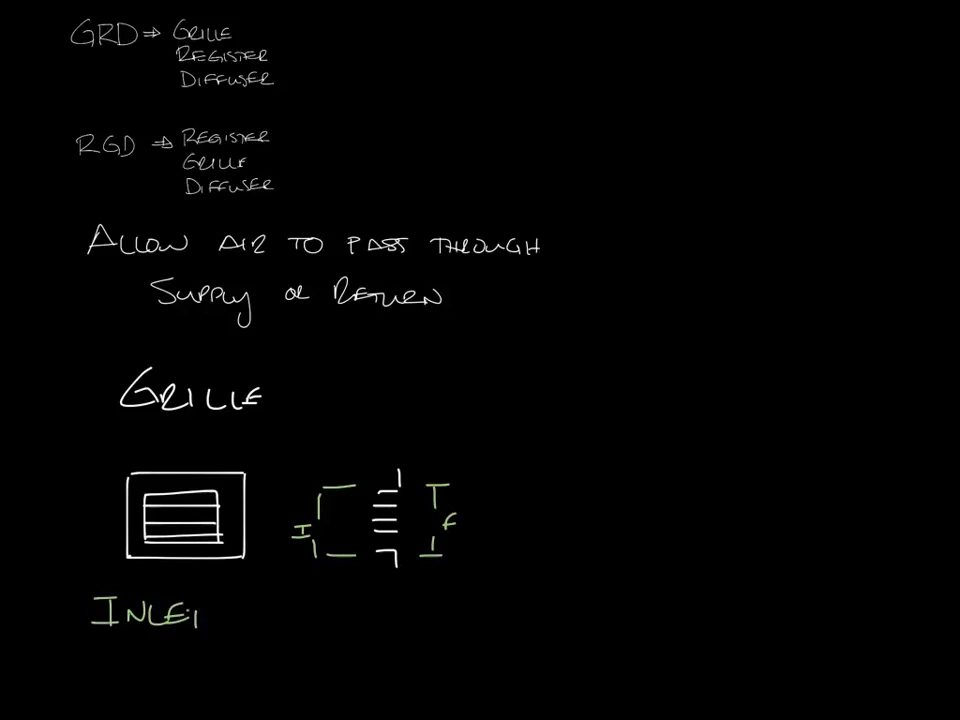 GRD ⇒ GRILLE
REGISTER
DIFFUSER
RGD ⇒ REGISTER
GRILLE
DIFFUSER
ALLOW AIR TO PASS THROUGH
SUPPLY OR RETURN
GRILLE
I
F
INLET